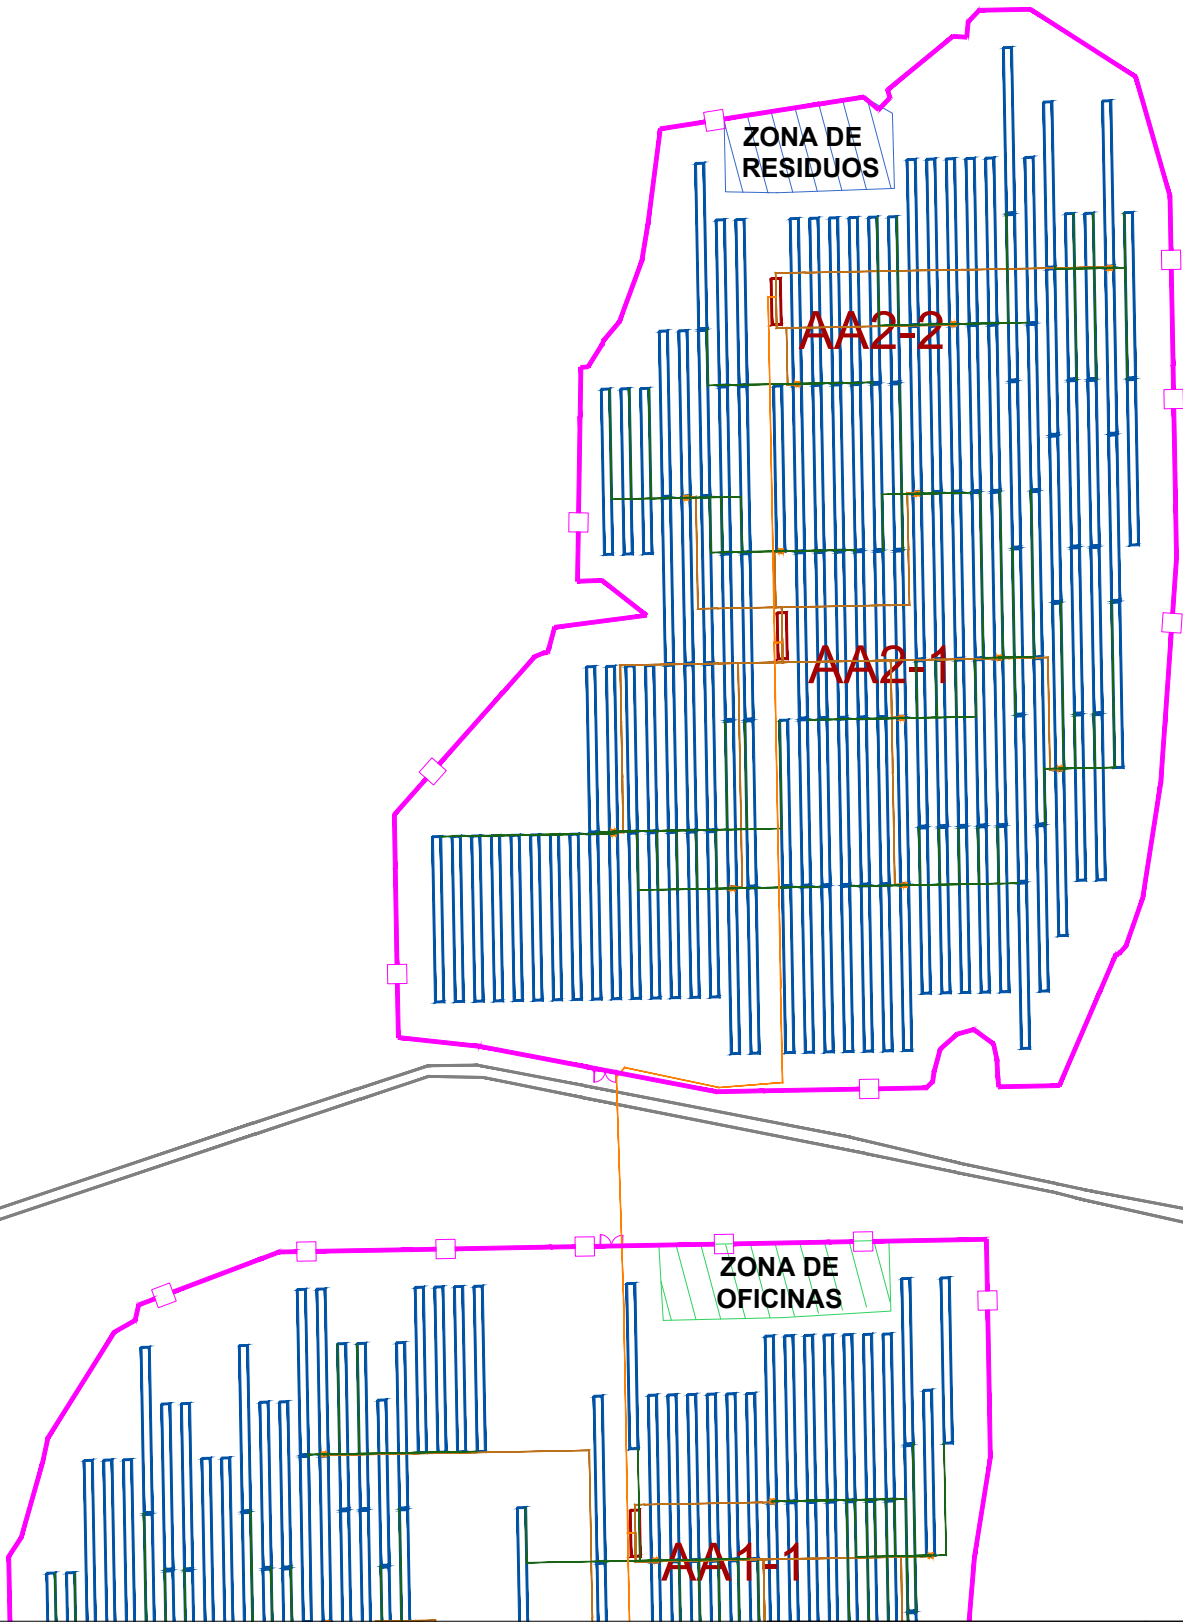 ZONA DE
RESIDUOS
AA2-2
AA2-1
ZONA DE
OFICINAS
AA1-1